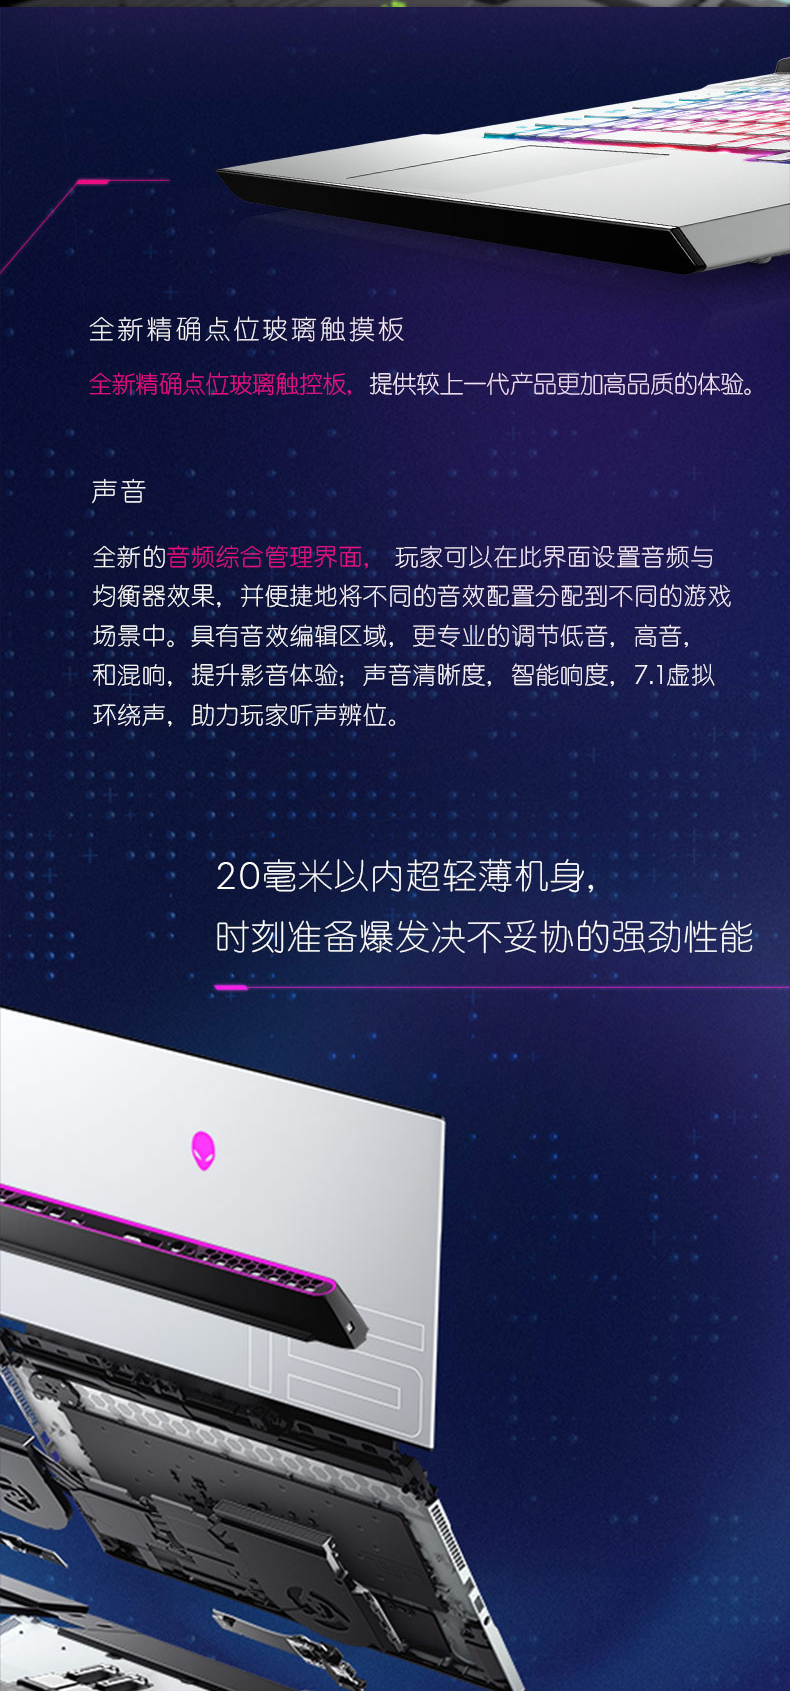 全新精确点位玻璃触摸板
全新精确点位玻璃触控板，提供较上一代产品更加高品质的体验。
声音
全新的音频综合管理界面， 玩家可以在此界面设置音频与
均衡器效果，并便捷地将不同的音效配置分配到不同的游戏
场景中。具有音效编辑区域，更专业的调节低音，高音，
和混响，提升影音体验；声音清晰度，智能响度，7.1虚拟
环绕声，助力玩家听声辨位。
20毫米以内超轻薄机身，
时刻准备爆发决不妥协的强劲性能
15